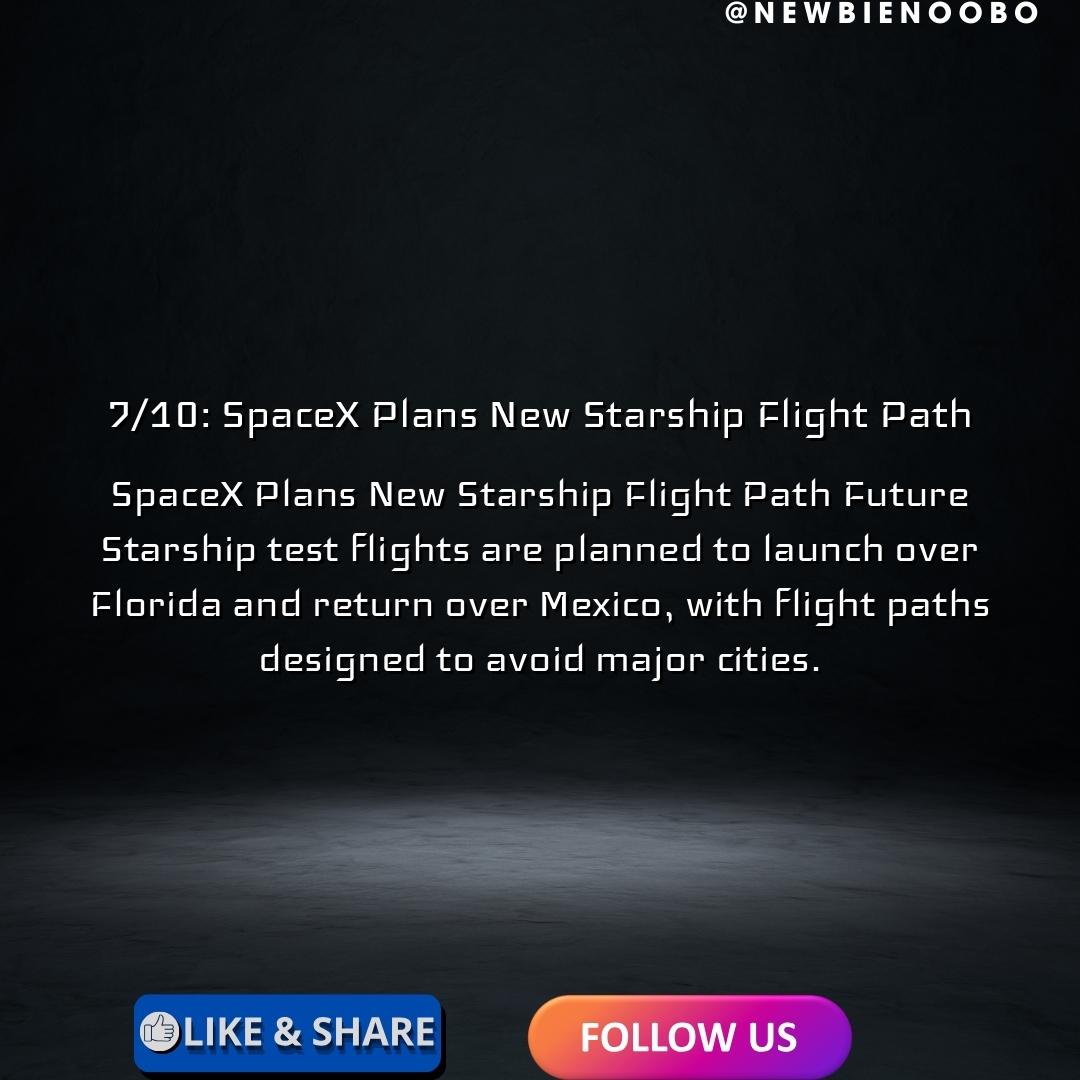 @NEWBIENOOBO
7/10: SpaceX Plans New Starship Flight Path
SpaceX Plans New Starship Flight Path Future
Starship test flights are planned to launch over
Florida and return over Mexico, with flight paths
designed to avoid major cities.
LIKE & SHARE
FOLLOW US